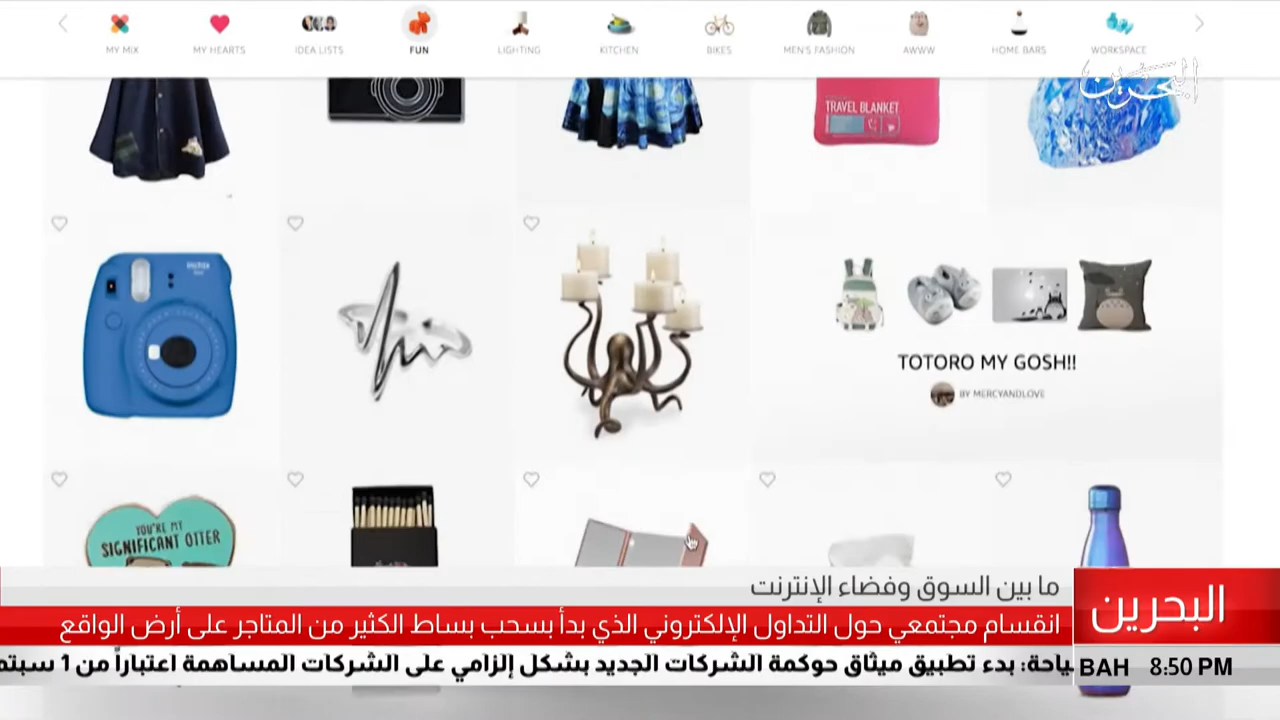 MY MIX
MY HEARTS
IDEA LISTS
FUN
LIGHTING
KITCHEN
BIKES
MEN'S FASHION
AWWW
HOME BARS
WORKSPACE
البحرين
TRAVEL BLANKET
TOTORO MY GOSH!!
BY MERCYANDLOVE
YOU'RE MY
SIGNIFICANT OTTER
ما بين السوق وفضاء الإنترنت
البحرين
انقسام مجتمعي حول التداول الإلكتروني الذي بدأ بسحب بساط الكثير من المتاجر على أرض الواقع
ياحة: بدء تطبيق ميثاق حوكمة الشركات الجديد بشكل إلزامي على الشركات المساهمة اعتباراً من 1 سبتم
BAH 8:50 PM